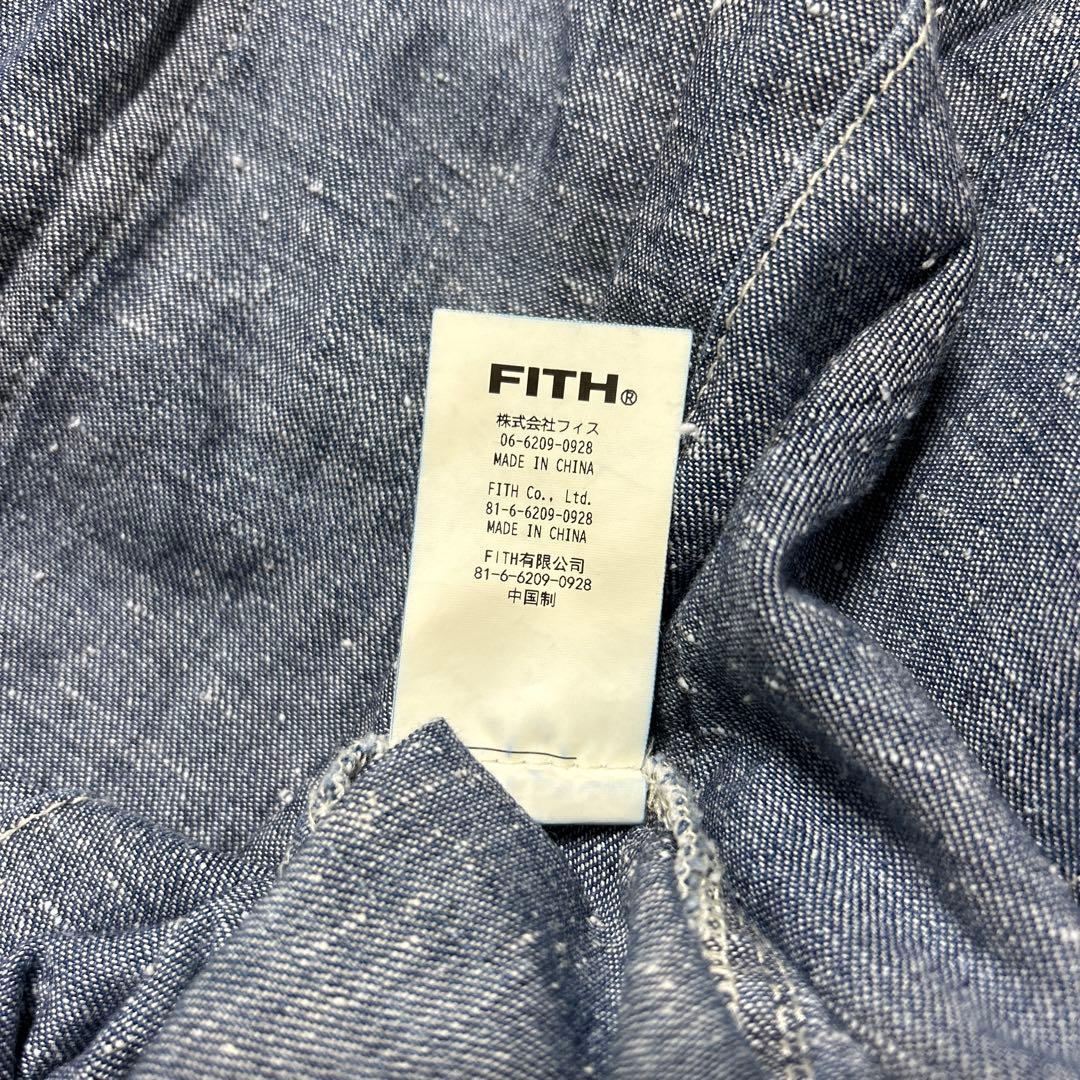 FITH®
株式会社フィス
06-6209-0928
MADE IN CHINA
FITH Co., Ltd.
81-6-6209-0928
MADE IN CHINA
FITH有限公司
81-6-6209-0928
中国制